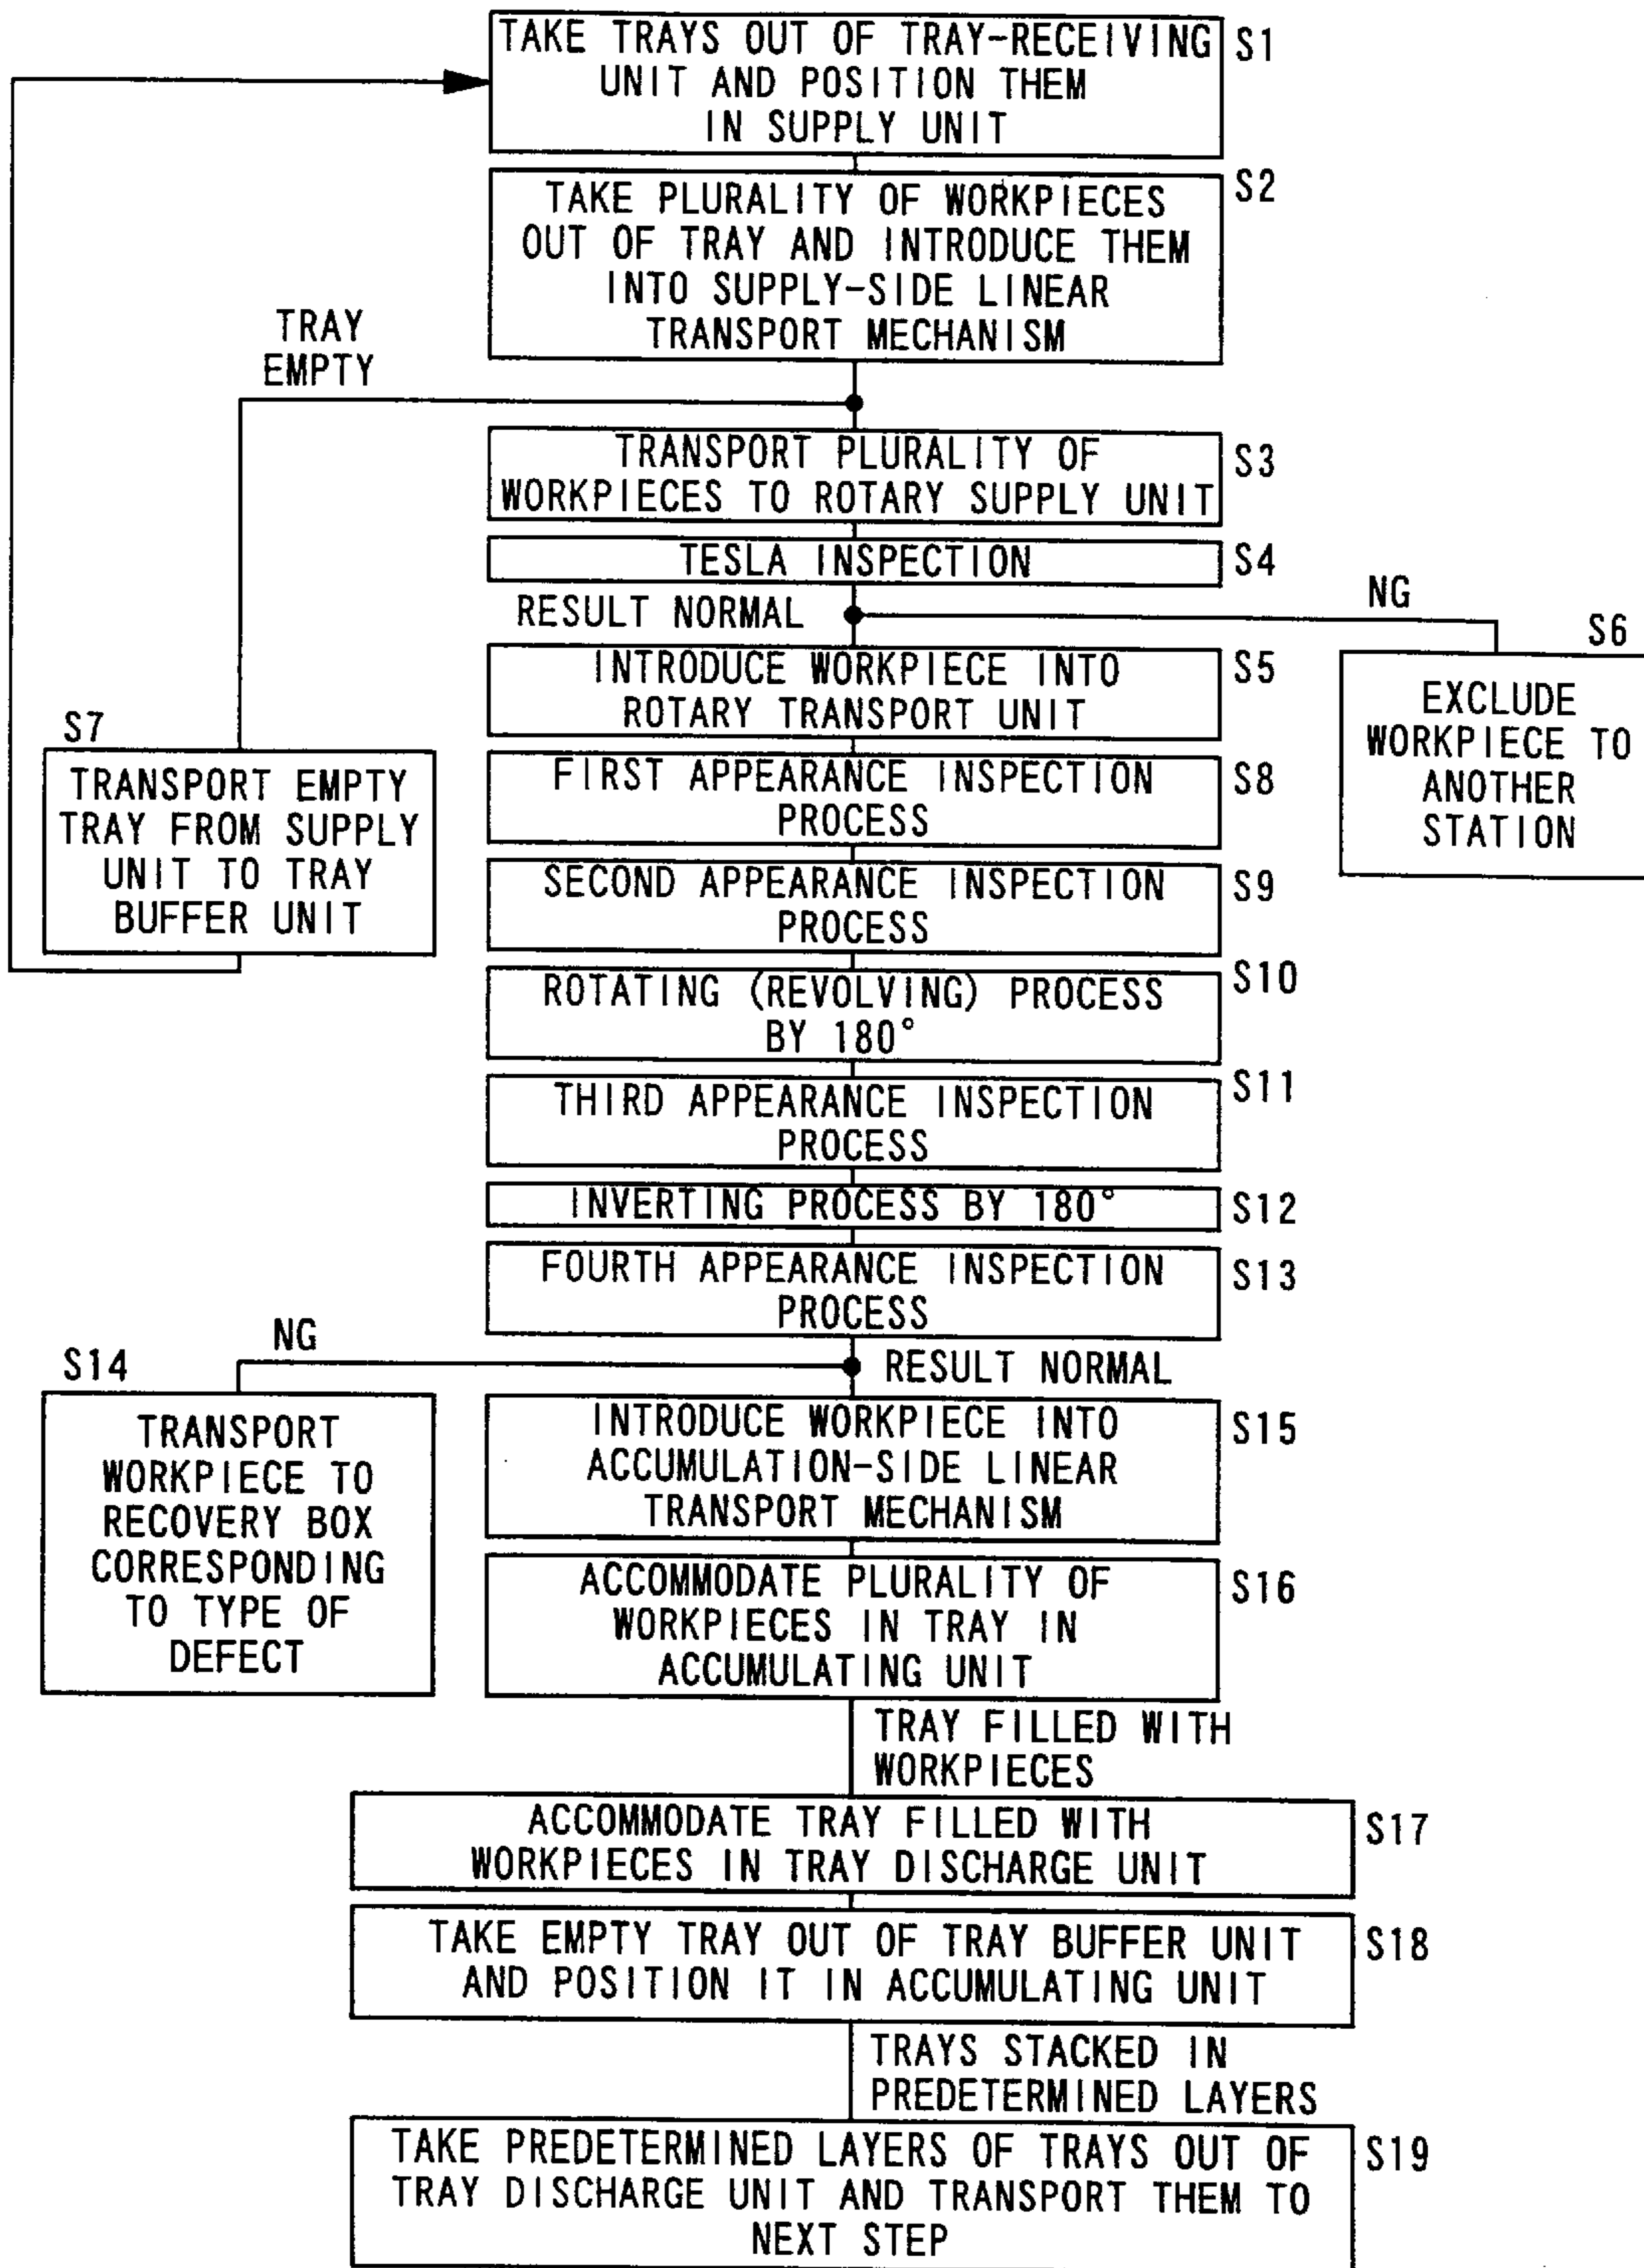 TAKE TRAYS OUT OF TRAY-RECEIVING
UNIT AND POSITION THEM
IN SUPPLY UNIT
S1
TAKE PLURALITY OF WORKPIECES
OUT OF TRAY AND INTRODUCE THEM
INTO SUPPLY-SIDE LINEAR
TRANSPORT MECHANISM
S2
TRAY
EMPTY
TRANSPORT PLURALITY OF
WORKPIECES TO ROTARY SUPPLY UNIT
S3
TESLA INSPECTION
S4
RESULT NORMAL
NG
S6
EXCLUDE
WORKPIECE TO
ANOTHER
STATION
INTRODUCE WORKPIECE INTO
ROTARY TRANSPORT UNIT
S5
S7
TRANSPORT EMPTY
TRAY FROM SUPPLY
UNIT TO TRAY
BUFFER UNIT
FIRST APPEARANCE INSPECTION
PROCESS
S8
SECOND APPEARANCE INSPECTION
PROCESS
S9
ROTATING (REVOLVING) PROCESS
BY 180°
S10
THIRD APPEARANCE INSPECTION
PROCESS
S11
INVERTING PROCESS BY 180°
S12
FOURTH APPEARANCE INSPECTION
PROCESS
S13
NG
RESULT NORMAL
S14
TRANSPORT
WORKPIECE TO
RECOVERY BOX
CORRESPONDING
TO TYPE OF
DEFECT
INTRODUCE WORKPIECE INTO
ACCUMULATION-SIDE LINEAR
TRANSPORT MECHANISM
S15
ACCOMMODATE PLURALITY OF
WORKPIECES IN TRAY IN
ACCUMULATING UNIT
S16
TRAY FILLED WITH
WORKPIECES
ACCOMMODATE TRAY FILLED WITH
WORKPIECES IN TRAY DISCHARGE UNIT
S17
TAKE EMPTY TRAY OUT OF TRAY BUFFER UNIT
AND POSITION IT IN ACCUMULATING UNIT
S18
TRAYS STACKED IN
PREDETERMINED LAYERS
TAKE PREDETERMINED LAYERS OF TRAYS OUT OF
TRAY DISCHARGE UNIT AND TRANSPORT THEM TO
NEXT STEP
S19